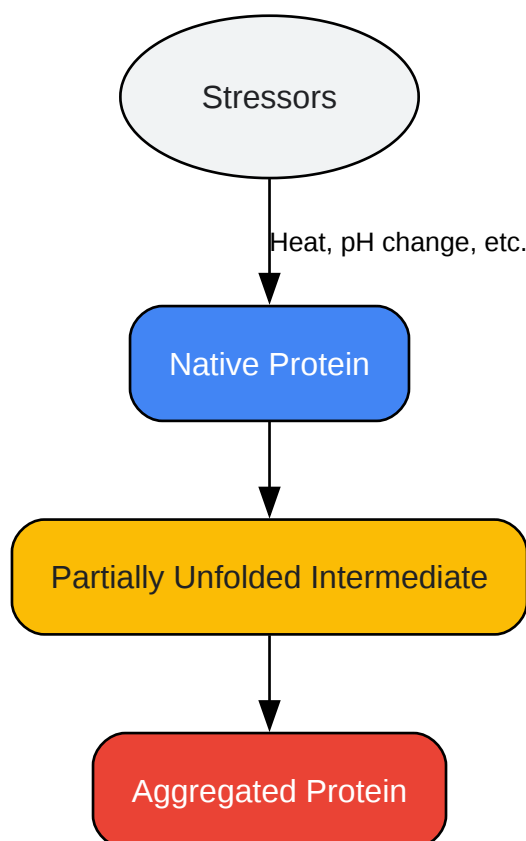 Stressors
Heat, pH change, etc.
Native Protein
Partially Unfolded Intermediate
Aggregated Protein